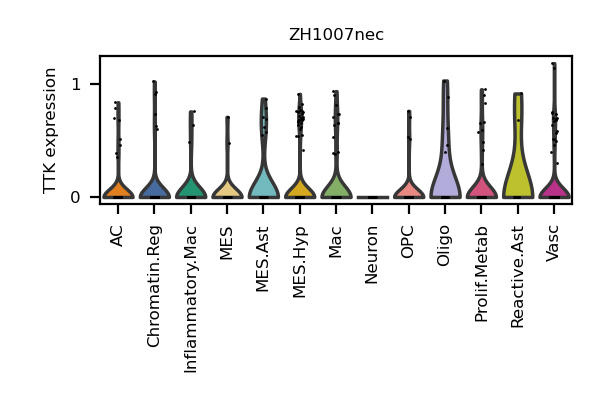 ZH1007nec
TTK expression
1
0
AC
Chromatin.Reg
Inflammatory.Mac
MES
MES.Ast
MES.Hyp
Mac
Neuron
OPC
Oligo
Prolif.Metab
Reactive.Ast
Vasc